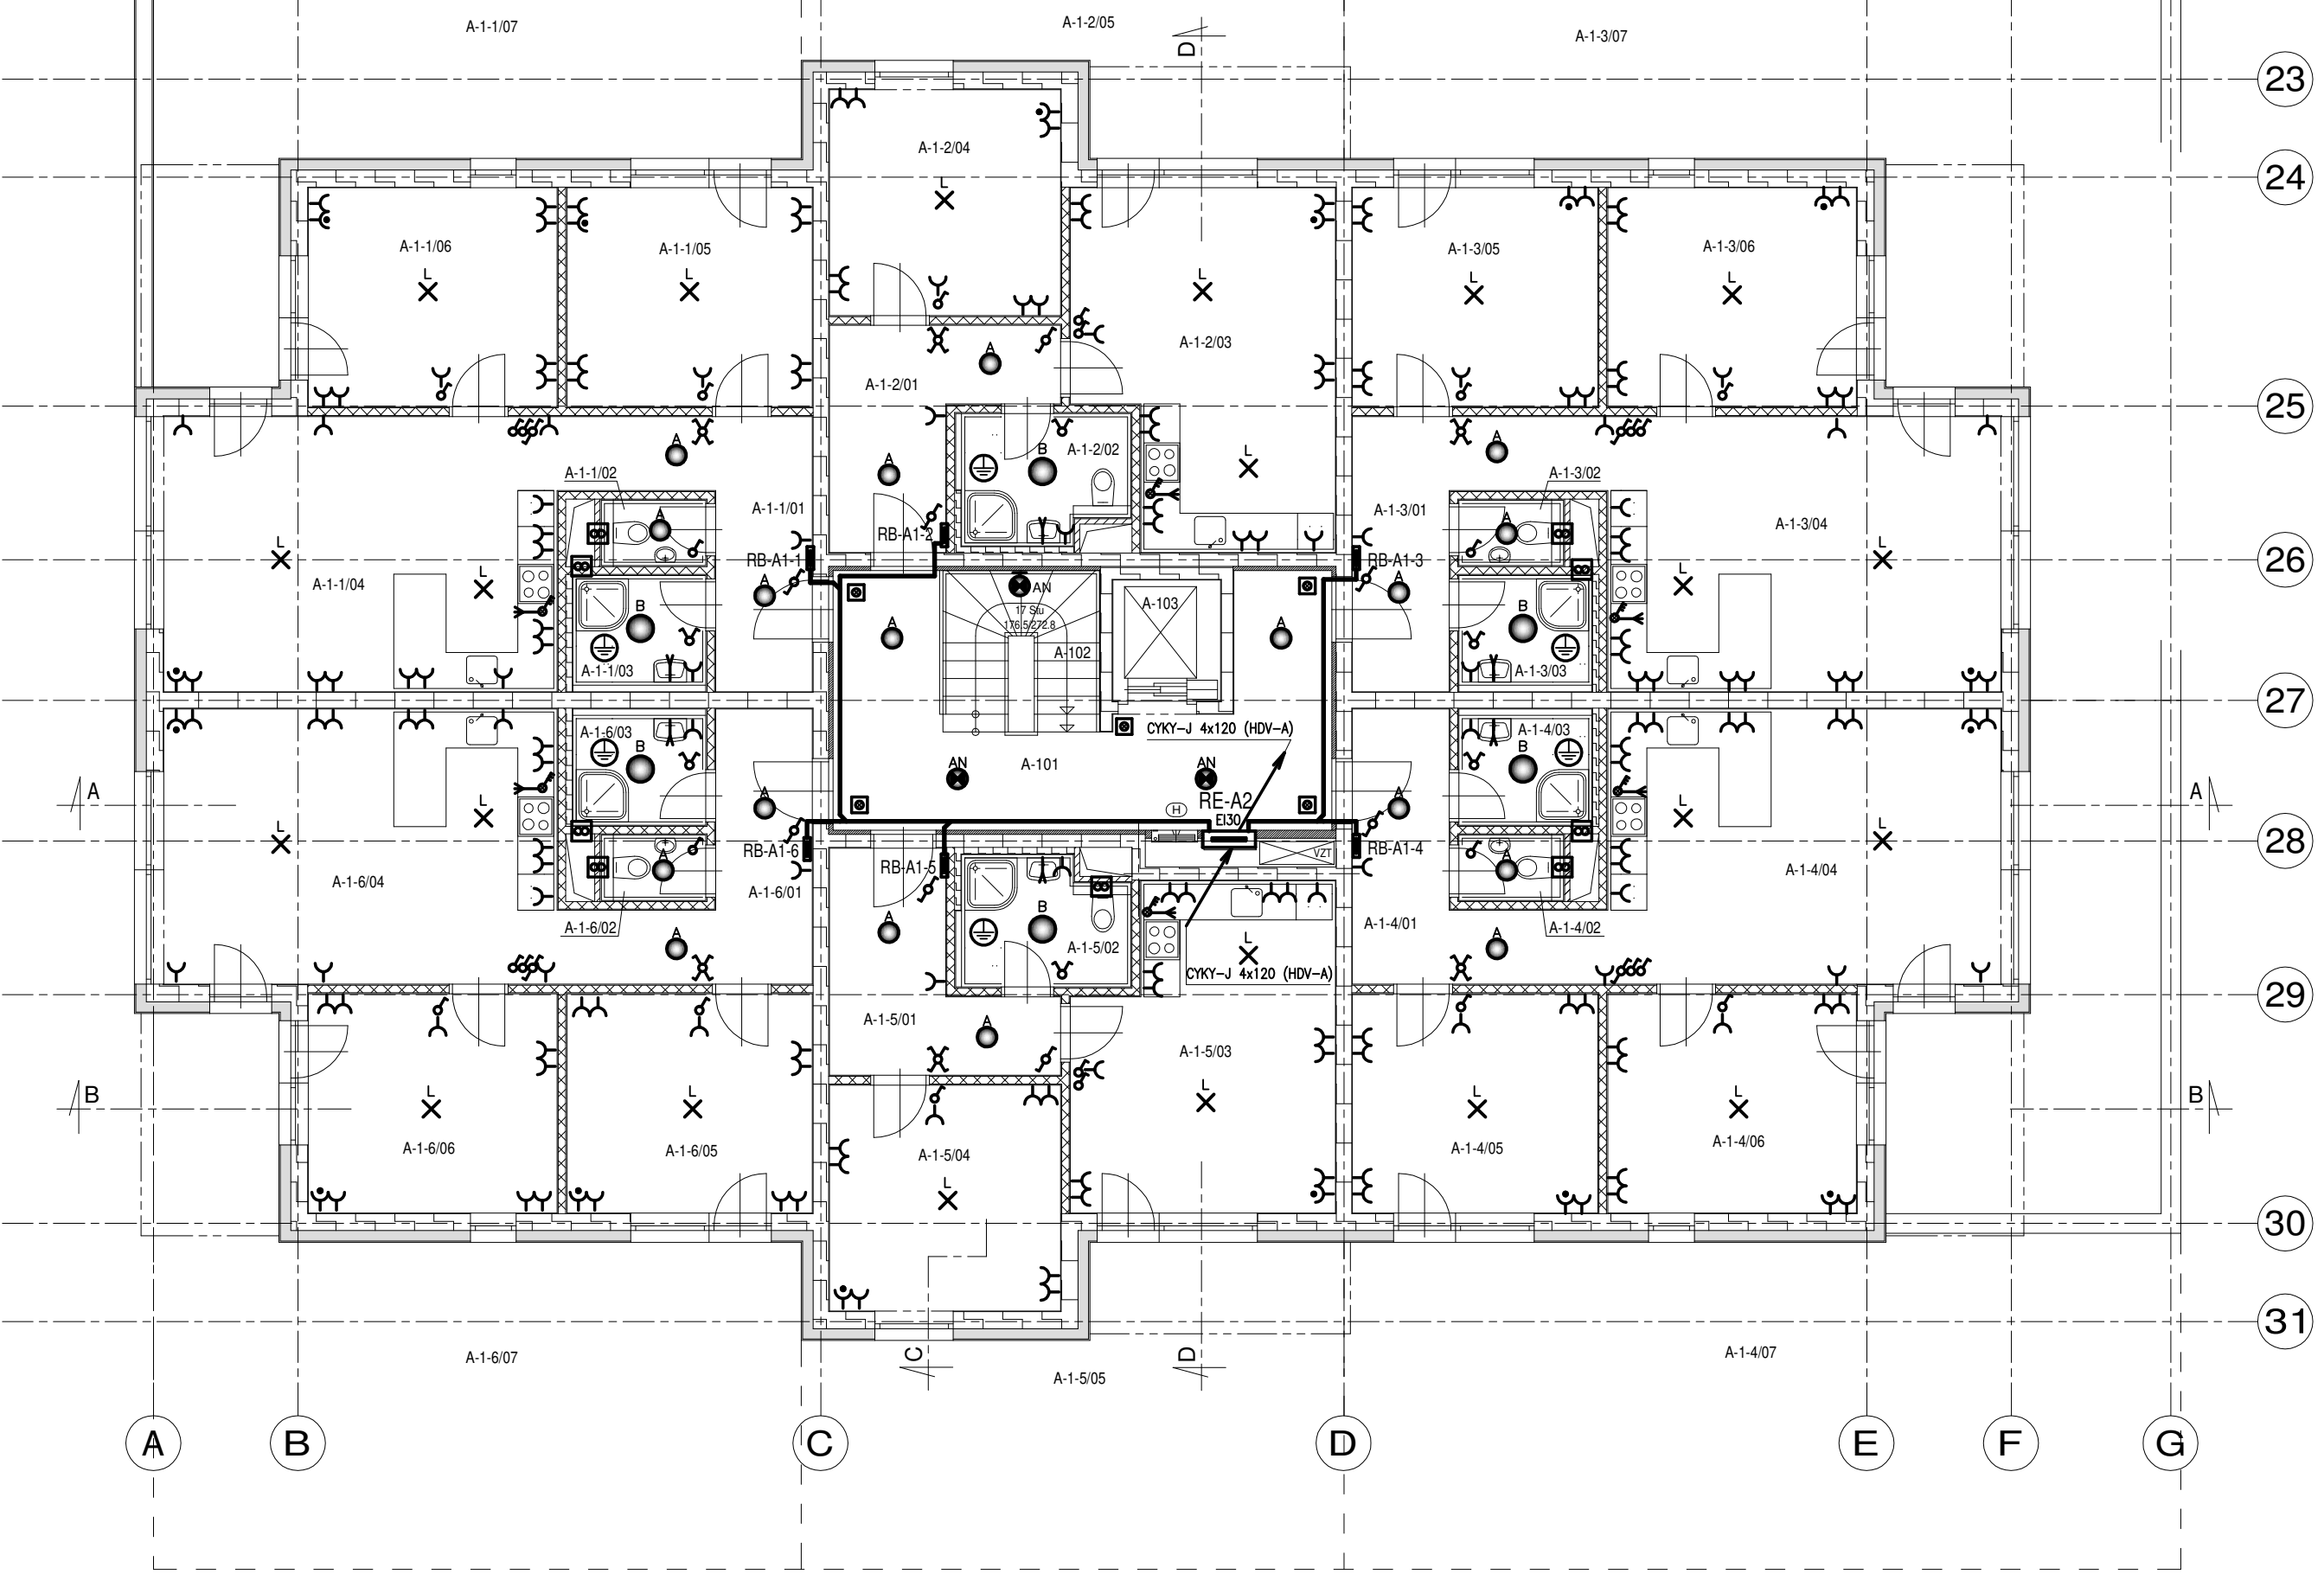 A-1-1/07
A-1-2/05
A-1-3/07
D
23
A-1-2/04
L
24
A-1-1/06
L
A-1-1/05
L
L
A-1-2/03
A-1-3/05
L
A-1-3/06
L
A
A-1-2/01
25
A
A-1-1/02
A
A-1-1/01
A
B
A-1-2/02
L
A
A-1-3/02
A-1-3/01
A
A-1-3/04
RB-A1-2
RB-A1-1
RB-A1-3
26
L
A-1-1/04
L
A
AN
17 Stu
176.5/272.8
A-103
A
L
L
B
A-1-1/03
A
A-102
A
B
A-1-3/03
27
A-1-6/03
B
CYKY-J 4x120 (HDV-A)
A-101
AN
AN
A-1-4/03
B
A
A
A
A
L
L
H
RE-A2
EI30
L
L
28
RB-A1-6
RB-A1-5
VZT
RB-A1-4
A-1-6/04
A
A-1-6/01
A
A-1-4/04
A-1-6/02
A
A
B
A-1-5/02
L
A-1-4/01
A
A-1-4/02
CYKY-J 4x120 (HDV-A)
29
A-1-5/01
A
A-1-5/03
L
B
B
L
A-1-6/06
L
A-1-6/05
A-1-5/04
L
L
A-1-4/05
L
A-1-4/06
30
31
A-1-6/07
C
D
A-1-5/05
A-1-4/07
A
B
C
D
E
F
G